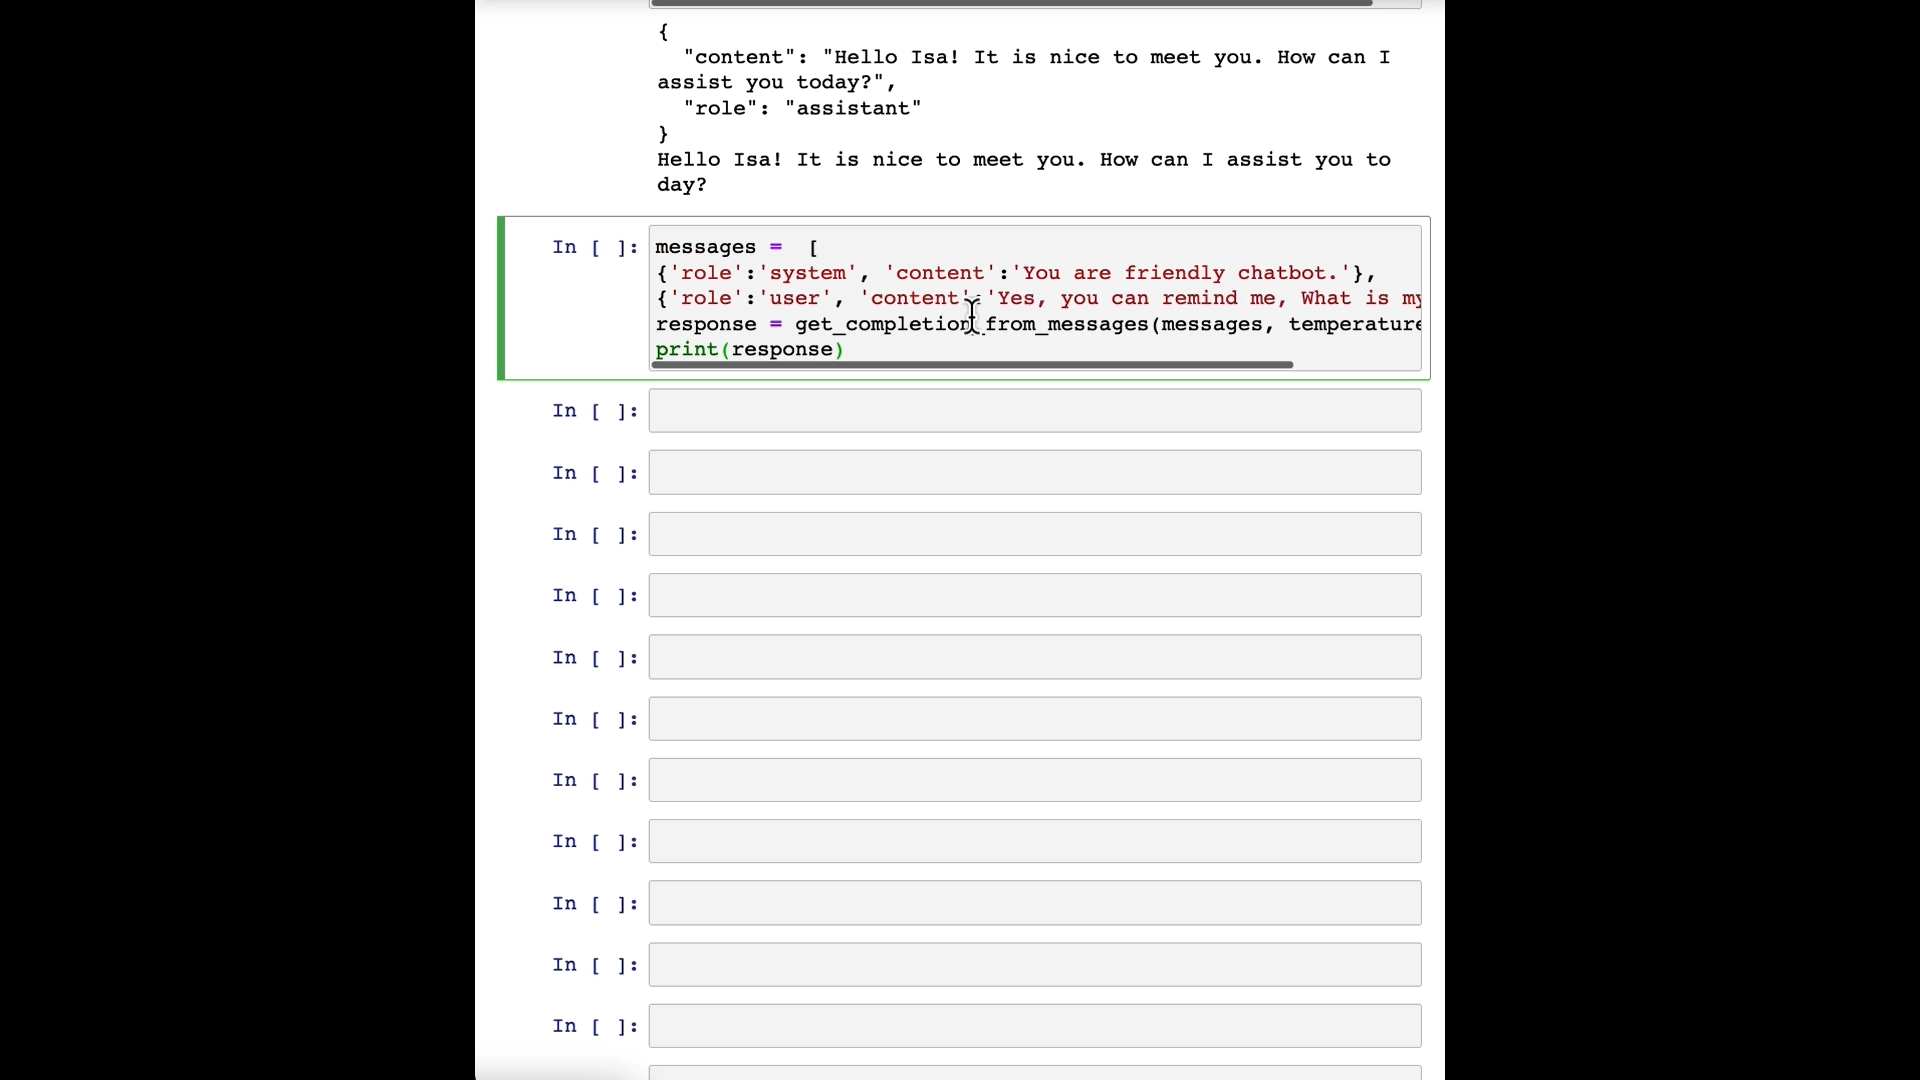 {
"content": "Hello Isa! It is nice to meet you. How can I
assist you today?",
"role": "assistant"
}
Hello Isa! It is nice to meet you. How can I assist you to
day?
In [ ]: messages =  [
{'role':'system', 'content':'You are friendly chatbot.'},
{'role':'user', 'content':'Yes, you can remind me, What is my
response = get_completion_from_messages(messages, temperature
print(response)
In [ ]:
In [ ]:
In [ ]:
In [ ]:
In [ ]:
In [ ]:
In [ ]:
In [ ]:
In [ ]:
In [ ]:
In [ ]: